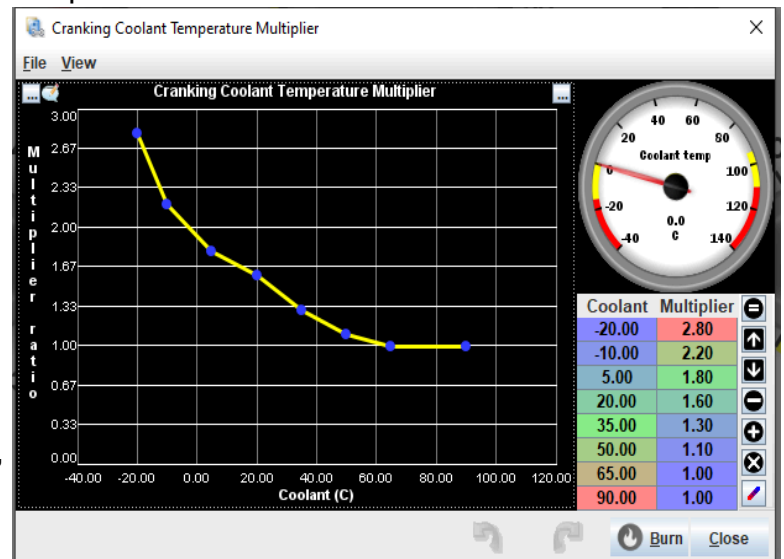 Cranking Coolant Temperature Multiplier
File View
... Cranking Coolant Temperature Multiplier ...
Multiplier ratio
3.00
2.67
2.33
2.00
1.67
1.33
1.00
0.67
0.33
0.00
-40.00 -20.00 0.00 20.00 40.00 60.00 80.00 100.00 120.00
Coolant (C)
-40 -20 0 20 40 60 80 100 120 140
Coolant temp
0.0
C
Coolant Multiplier
-20.00 2.80
-10.00 2.20
5.00 1.80
20.00 1.60
35.00 1.30
50.00 1.10
65.00 1.00
90.00 1.00
Burn Close